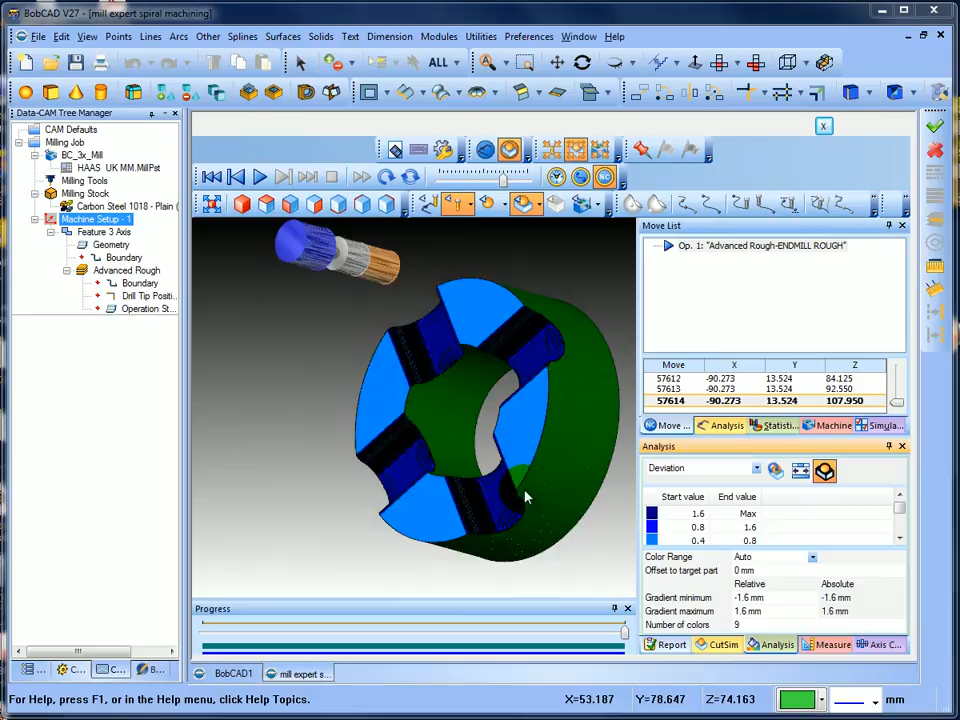 BobCAD V27 - [mill expert spiral machining]
File Edit View Points Lines Arcs Other Splines Surfaces Solids Text Dimension Modules Utilities Preferences Window Help
ALL
Data-CAM Tree Manager
X
CAM Defaults
Milling Job
BC_3x_Mill
HAAS UK MM.MillPst
Milling Tools
Milling Stock
Carbon Steel 1018 - Plain (
Machine Setup - 1
Feature 3 Axis
Geometry
Boundary
Advanced Rough
Boundary
Drill Tip Positi...
Operation St...
NC
Move List
Op. 1: "Advanced Rough-ENDMILL ROUGH"
Move X Y Z
57612 -90.273 13.524 84.125
57613 -90.273 13.524 92.550
57614 -90.273 13.524 107.950
NC Move ... Analysis Statisti... Machine Simula...
Analysis
Deviation
Start value End value
1.6 Max
0.8 1.6
0.4 0.8
Color Range Auto
Offset to target part 0 mm
Relative Absolute
Gradient minimum -1.6 mm -1.6 mm
Gradient maximum 1.6 mm 1.6 mm
Number of colors 9
Report CutSim Analysis Measure Axis C...
Progress
... C... C... B...
BobCAD1 mill expert s...
For Help, press F1, or in the Help menu, click Help Topics.
X=53.187 Y=78.647 Z=74.163 mm